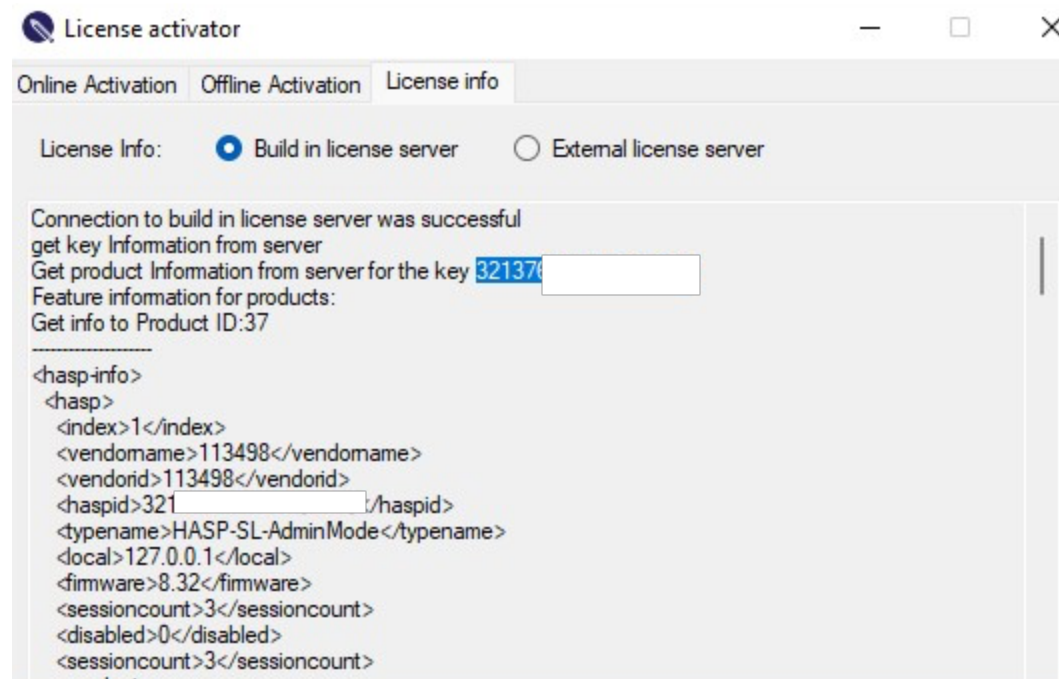 License activator
Online Activation Offline Activation License info
License Info: Build in license server External license server
Connection to build in license server was successful
get key Information from server
Get product Information from server for the key 321376
Feature information for products:
Get info to Product ID:37
--------------------
<hasp-info>
<hasp>
<index>1</index>
<vendorname>113498</vendorname>
<vendorid>113498</vendorid>
<haspid>321 </haspid>
<typename>HASP-SL-AdminMode</typename>
<local>127.0.0.1</local>
<firmware>8.32</firmware>
<sessioncount>3</sessioncount>
<disabled>0</disabled>
<sessioncount>3</sessioncount>